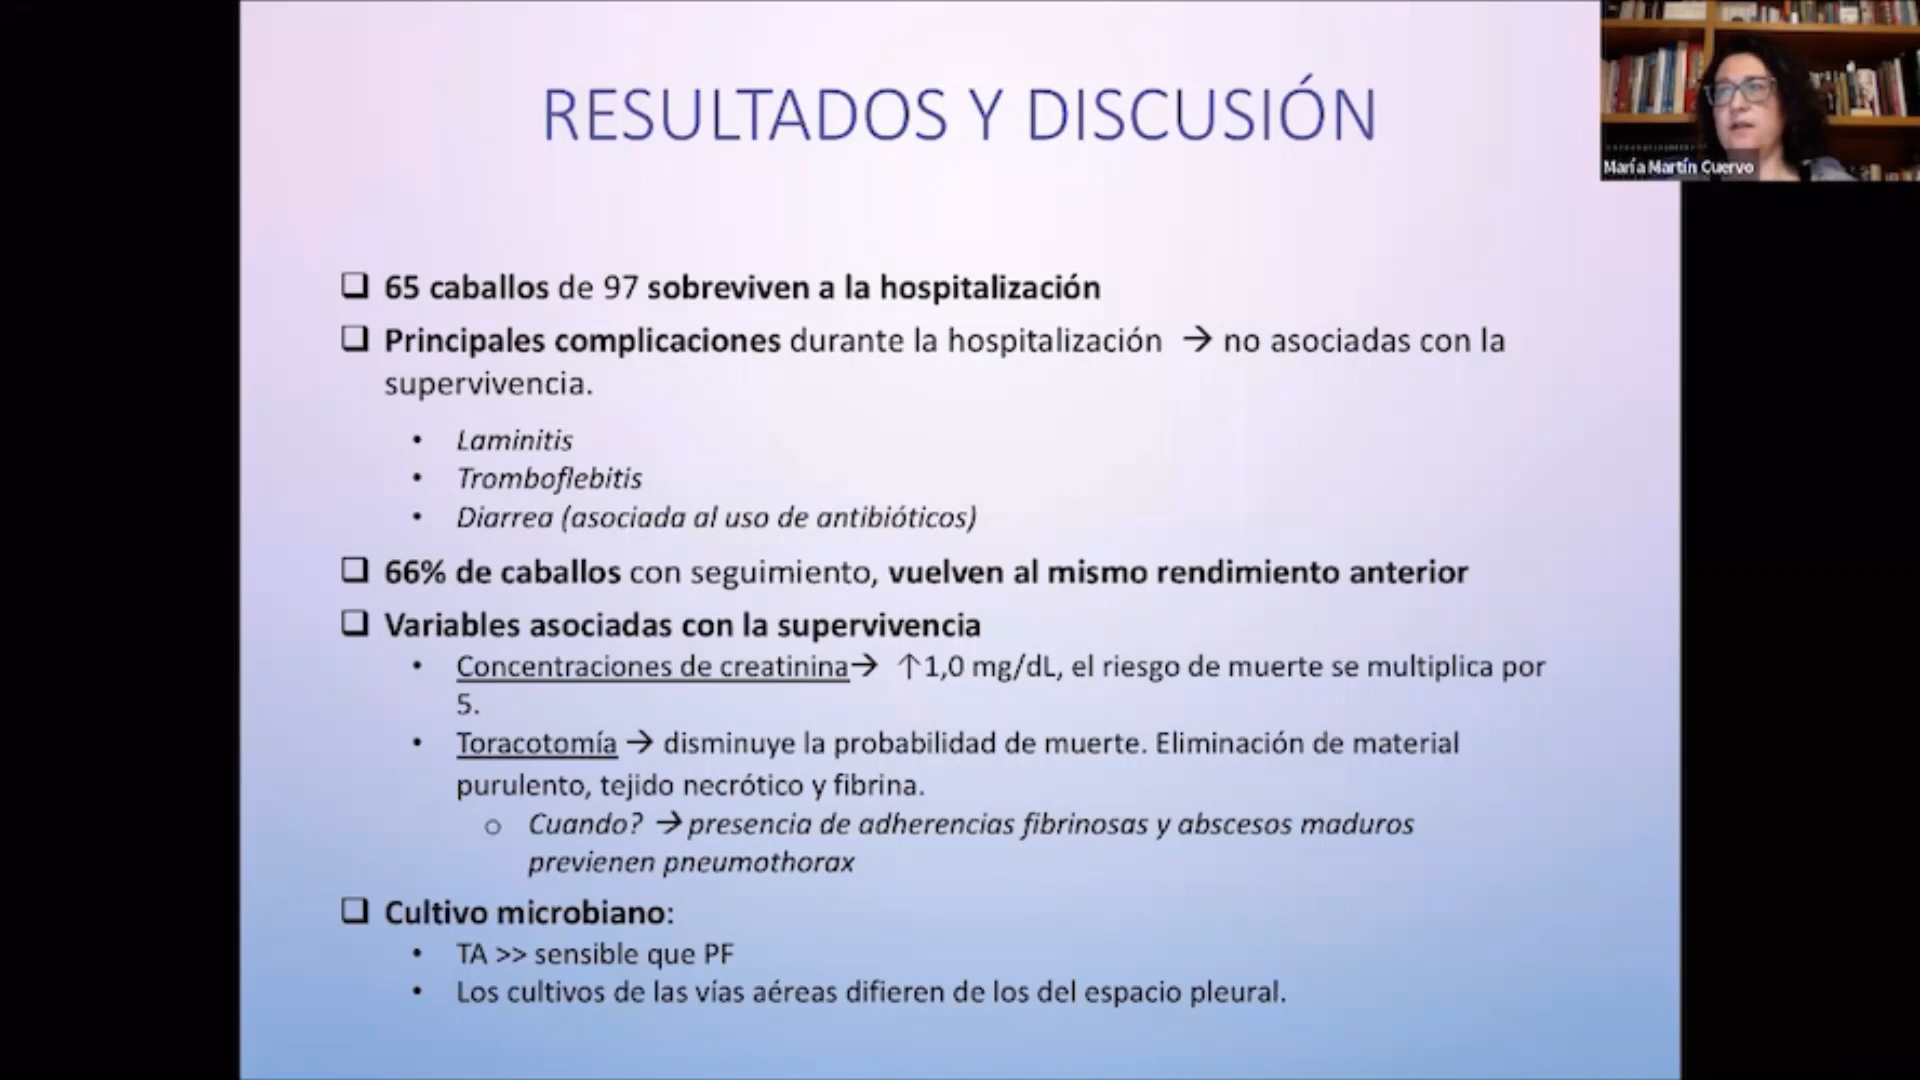 RESULTADOS Y DISCUSIÓN
María Martín Cuervo
❑ 65 caballos de 97 sobreviven a la hospitalización
❑ Principales complicaciones durante la hospitalización → no asociadas con la
supervivencia.
• Laminitis
• Tromboflebitis
• Diarrea (asociada al uso de antibióticos)
❑ 66% de caballos con seguimiento, vuelven al mismo rendimiento anterior
❑ Variables asociadas con la supervivencia
• Concentraciones de creatinina→ ↑1,0 mg/dL, el riesgo de muerte se multiplica por
5.
• Toracotomía → disminuye la probabilidad de muerte. Eliminación de material
purulento, tejido necrótico y fibrina.
o Cuando? → presencia de adherencias fibrinosas y abscesos maduros
previenen pneumothorax
❑ Cultivo microbiano:
• TA >> sensible que PF
• Los cultivos de las vías aéreas difieren de los del espacio pleural.